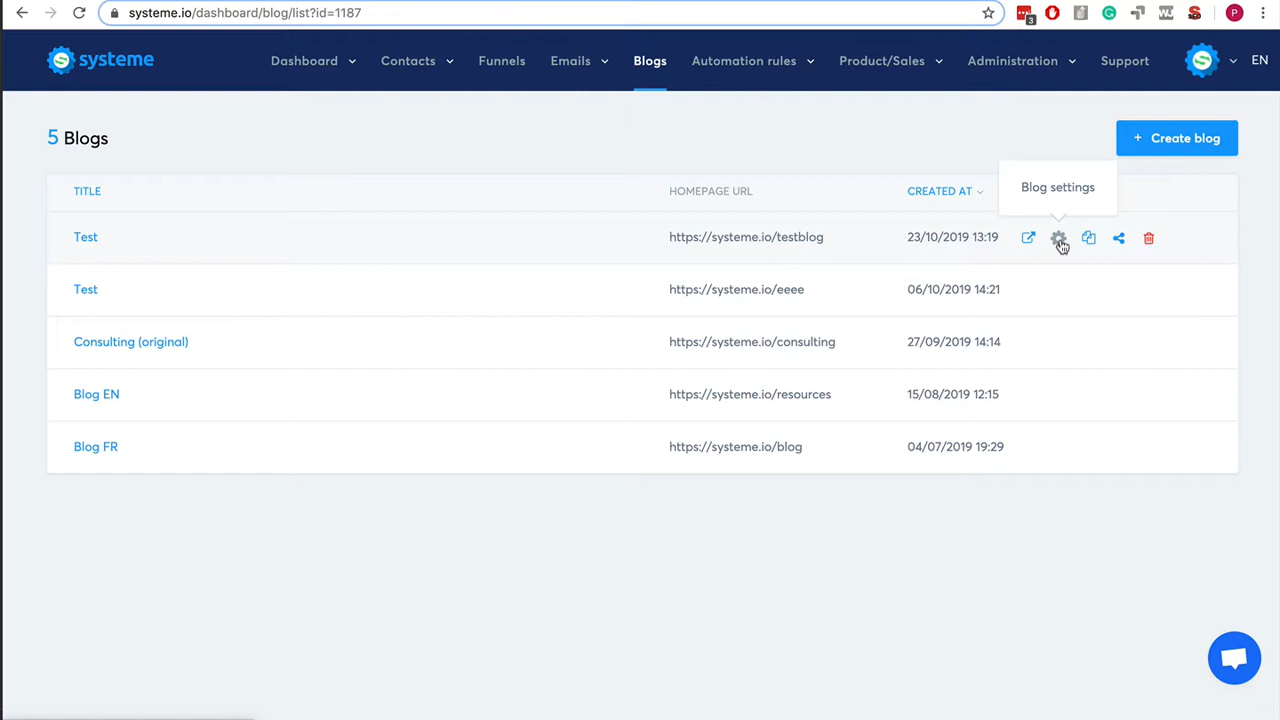 systeme.io/dashboard/blog/list?id=1187
3
P
systeme
Dashboard Contacts Funnels Emails Blogs Automation rules Product/Sales Administration Support EN
5 Blogs
+ Create blog
Blog settings
TITLE HOMEPAGE URL CREATED AT
Test https://systeme.io/testblog 23/10/2019 13:19
Test https://systeme.io/eeee 06/10/2019 14:21
Consulting (original) https://systeme.io/consulting 27/09/2019 14:14
Blog EN https://systeme.io/resources 15/08/2019 12:15
Blog FR https://systeme.io/blog 04/07/2019 19:29